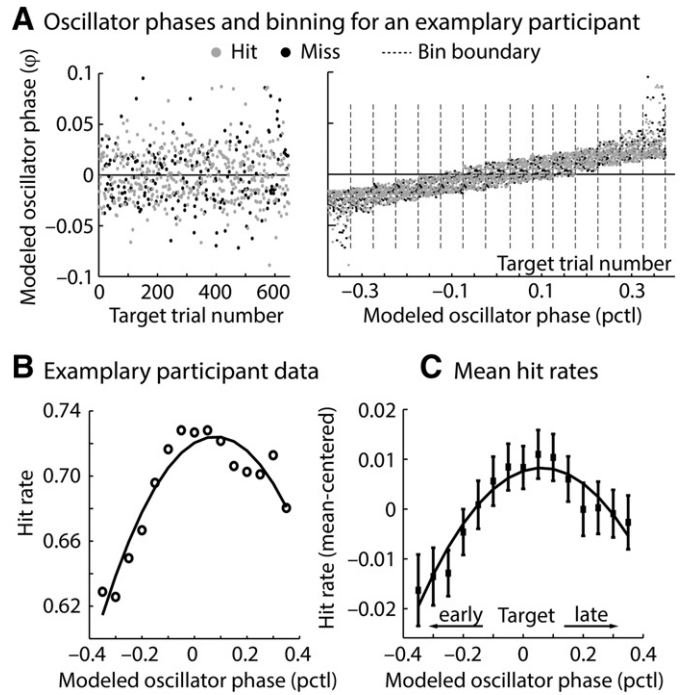 A Oscillator phases and binning for an examplary participant
Hit Miss Bin boundary
Modeled oscillator phase (φ)
0.1
0.05
0
−0.05
−0.1
0 200 400 600
Target trial number
Target trial number
−0.3 −0.1 0.1 0.3
Modeled oscillator phase (pctl)
B Examplary participant data
Hit rate
0.74
0.70
0.66
0.62
−0.4 −0.2 0 0.2 0.4
Modeled oscillator phase (pctl)
C Mean hit rates
Hit rate (mean-centered)
0.02
0.01
0
−0.01
−0.02
early Target late
−0.4 −0.2 0 0.2 0.4
Modeled oscillator phase (pctl)